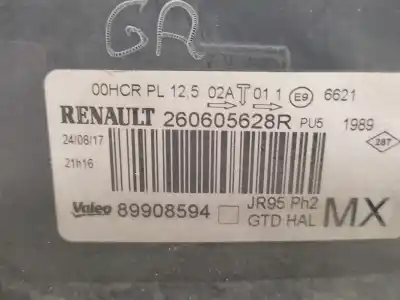 GR
00HCR PL 12,5 02A T 01 1 E9 6621
RENAULT 260605628R PU5 1989
24/08/17
287
21h16
Valeo 89908594 JR95 Ph2
GTD HAL MX